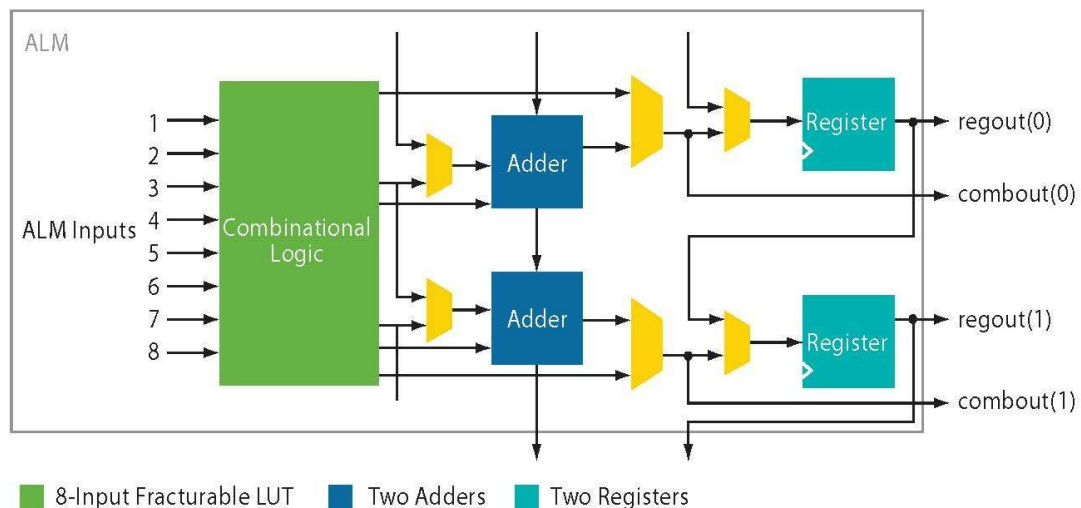 ALM
ALM Inputs
1
2
3
4
5
6
7
8
Combinational
Logic
Adder
Adder
Register
Register
regout(0)
combout(0)
regout(1)
combout(1)
8-Input Fracturable LUT
Two Adders
Two Registers